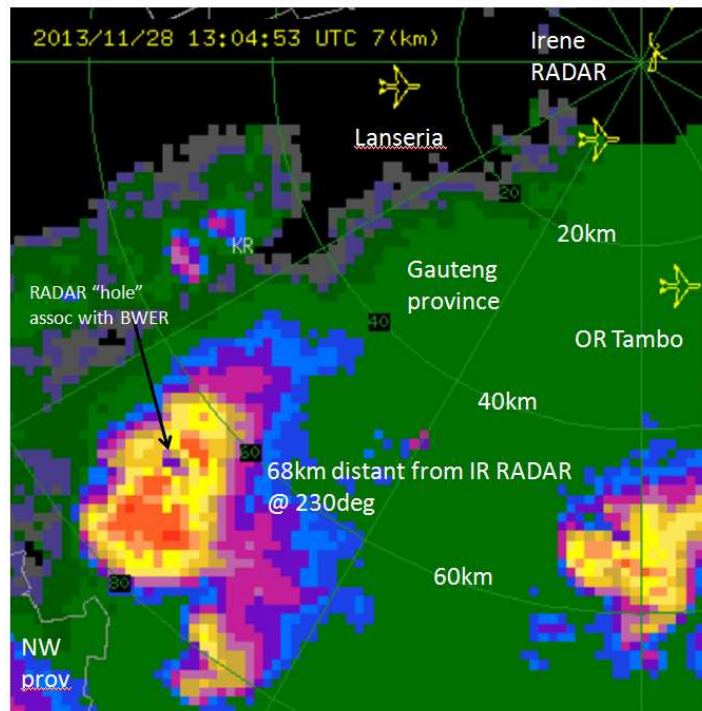 2013/11/28 13:04:53 UTC 7(km)
Irene
RADAR
Lanseria
20
20km
KR
Gauteng
province
RADAR "hole"
assoc with BWER
40
OR Tambo
40km
60
68km distant from IR RADAR
@ 230deg
60km
80
NW
prov